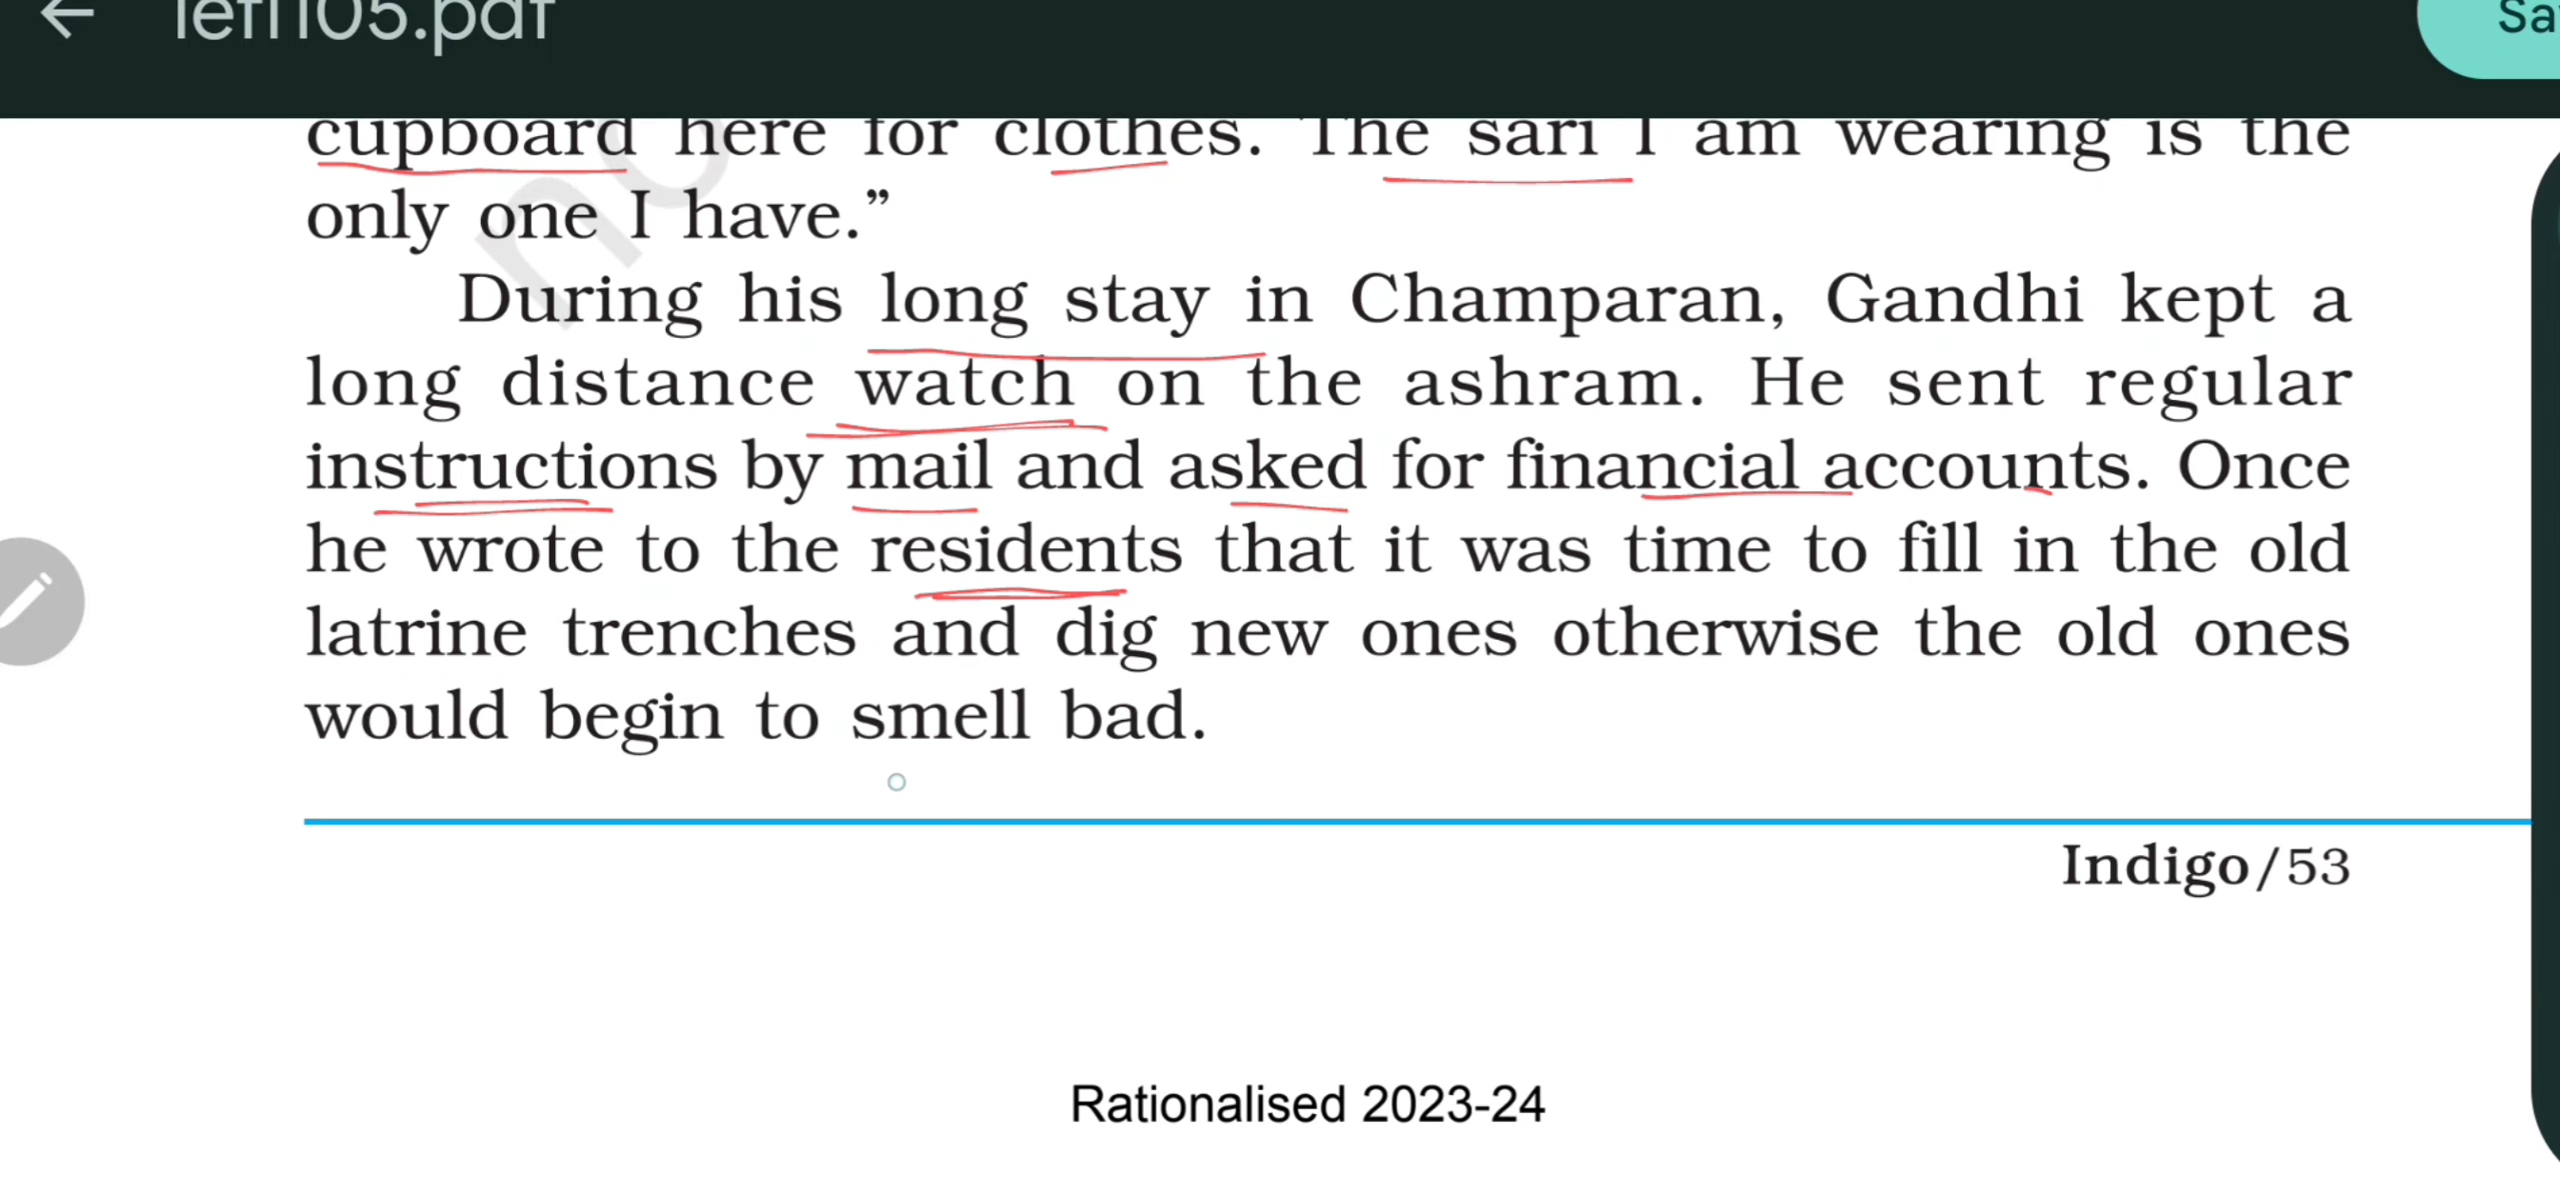 cupboard here for clothes. The sari I am wearing is the
only one I have.”
During his long stay in Champaran, Gandhi kept a
long distance watch on the ashram. He sent regular
instructions by mail and asked for financial accounts. Once
he wrote to the residents that it was time to fill in the old
latrine trenches and dig new ones otherwise the old ones
would begin to smell bad.
Indigo/53
Rationalised 2023-24